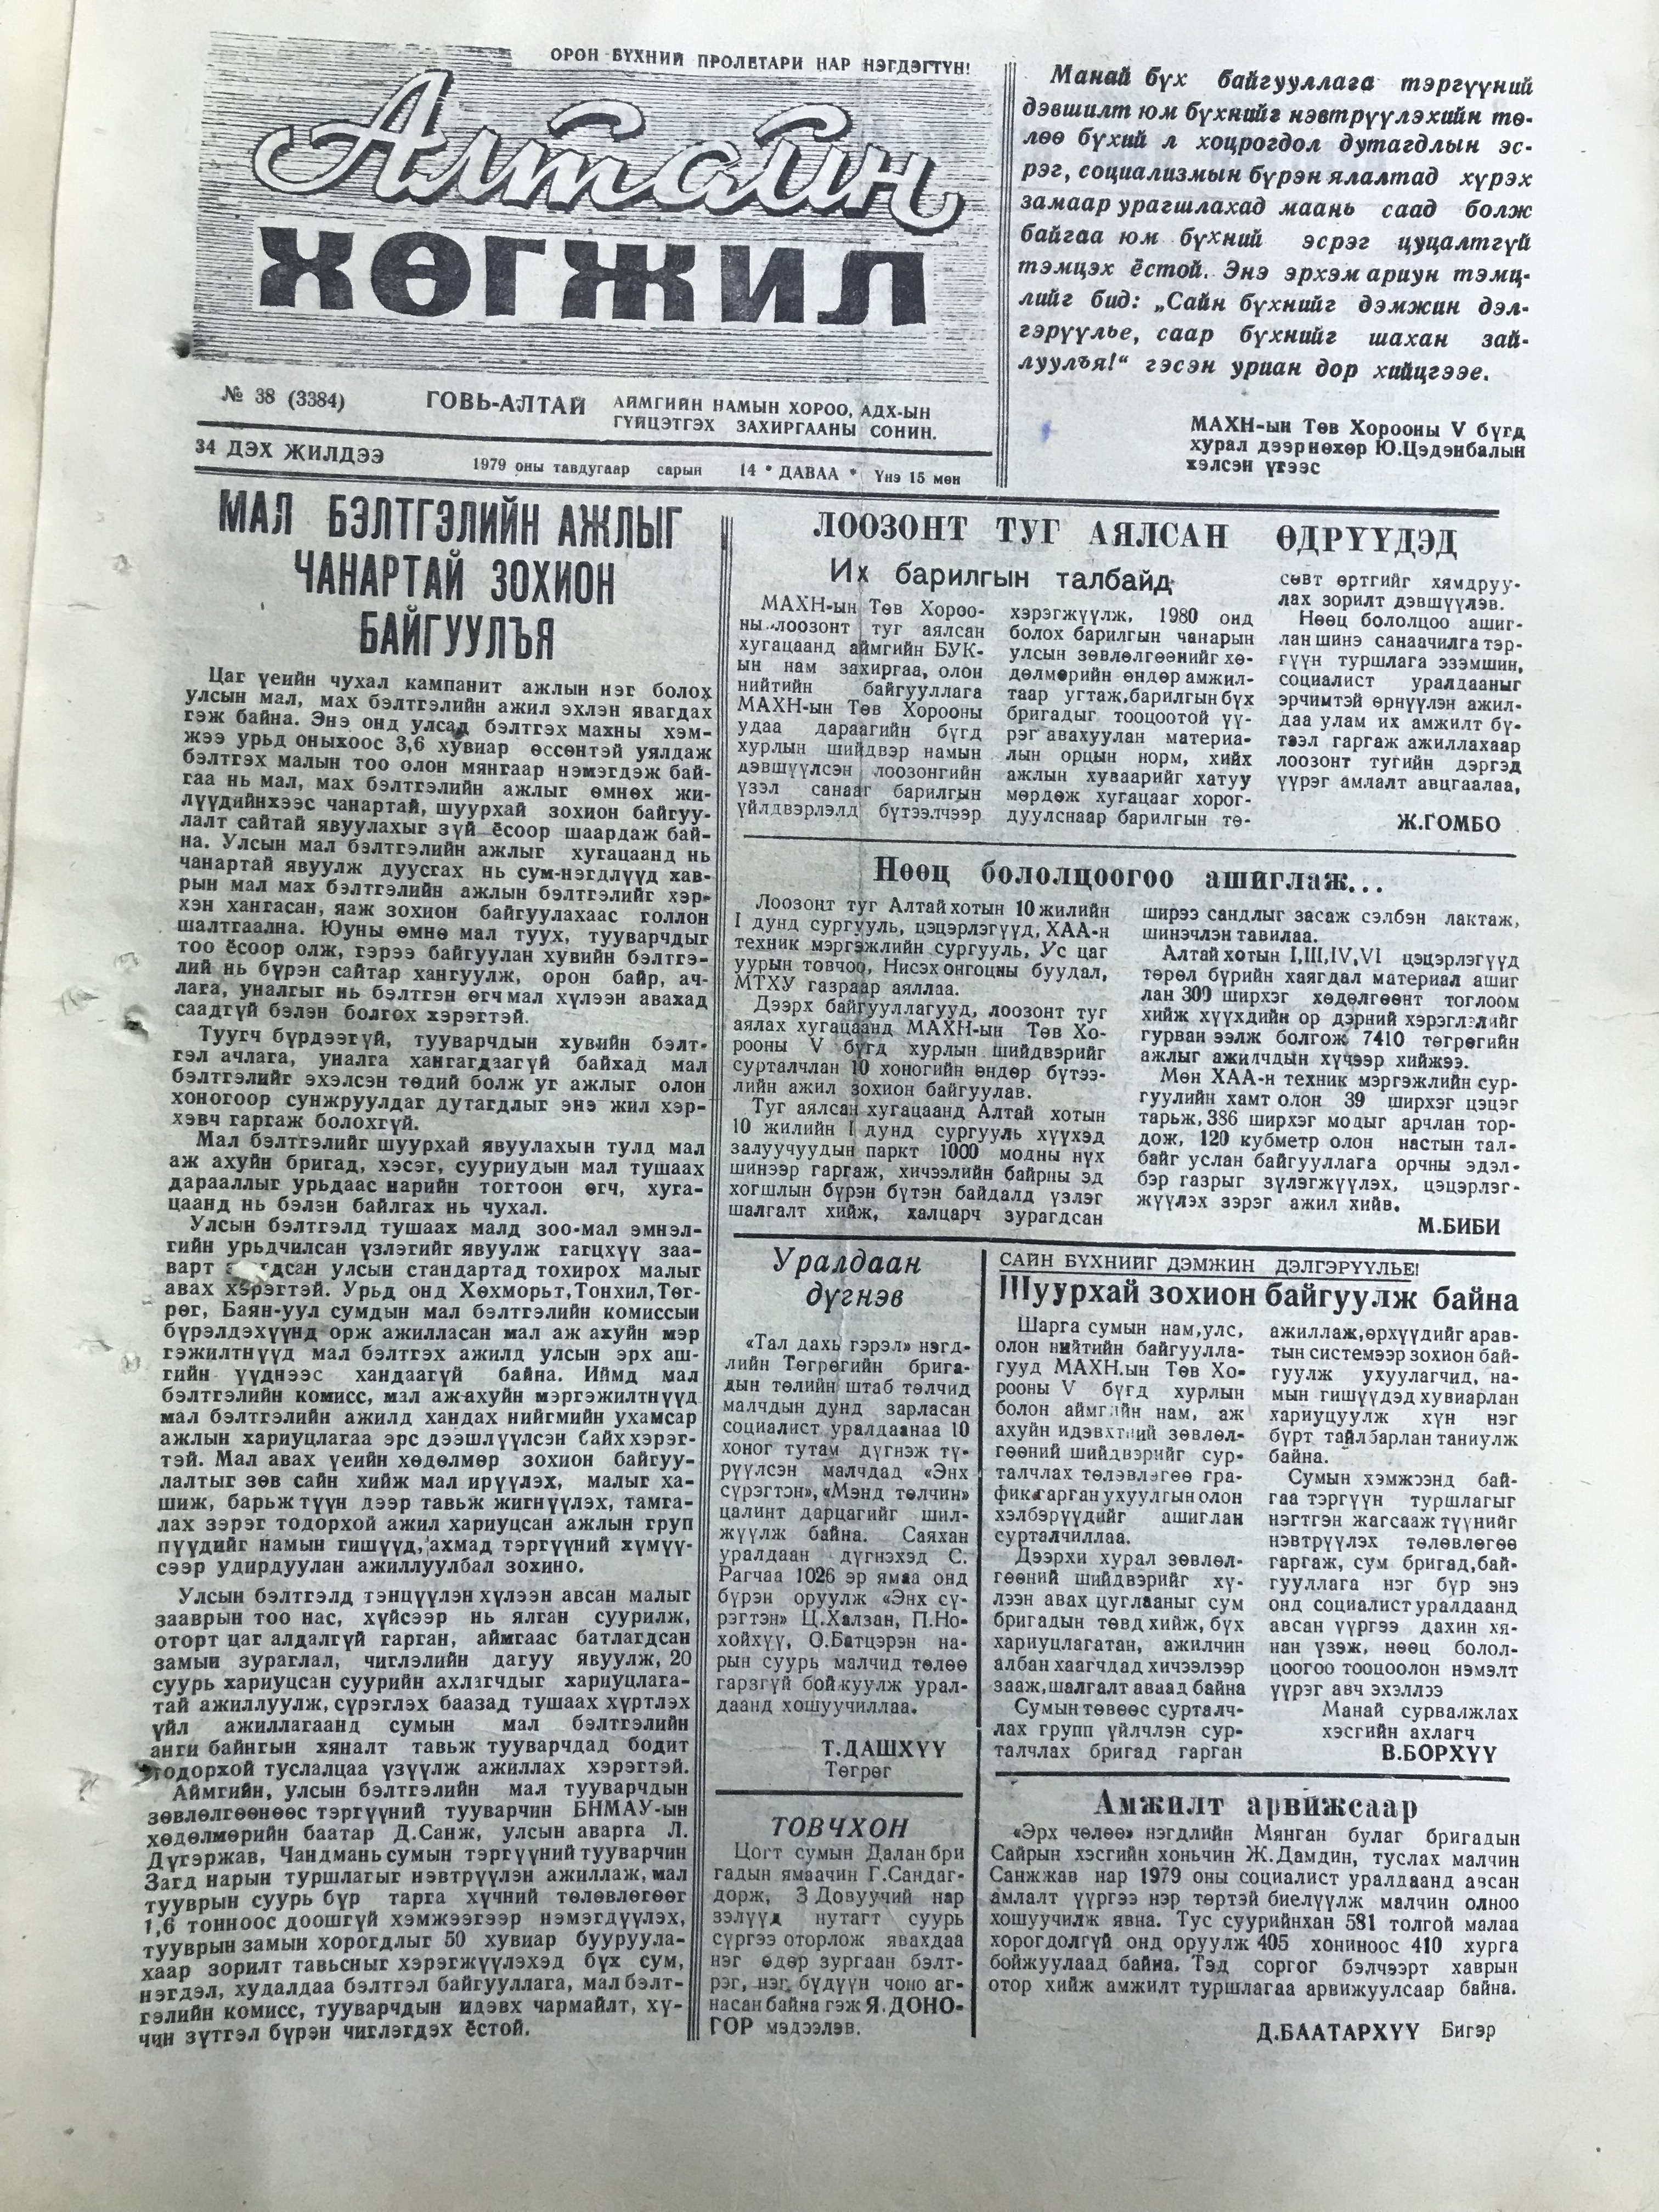 ОРОН БҮХНИЙ ПРОЛЕТАРИ НАР НЭГДЭГТҮН!
Алтайн
ХӨГЖИЛ
№ 38 (3384)
ГОВЬ-АЛТАЙ
АЙМГИЙН НАМЫН ХОРОО, АДХ-ЫН
ГҮЙЦЭТГЭХ ЗАХИРГААНЫ СОНИН.
34 ДЭХ ЖИЛДЭЭ
1979 оны тавдугаар сарын 14 * ДАВАА * Үнэ 15 мөн
Манай бүх байгууллага тэргүүний
дэвшилт юм бүхнийг нэвтрүүлэхийн тө-
лөө бүхий л хоцрогдол дутагдлын эс-
рэг, социализмын бүрэн ялалтад хүрэх
замаар урагшлахад маань саад болж
байгаа юм бүхний эсрэг цуцалтгүй
тэмцэх ёстой. Энэ эрхэм ариун тэмц-
лийг бид: „Сайн бүхнийг дэмжин дэл-
гэрүүлье, саар бүхнийг шахан зай-
луулъя!“ гэсэн уриан дор хийцгээе.
МАХН-ын Төв Хорооны V бүгд
хурал дээр нөхөр Ю.Цэдэнбалын
хэлсэн үгээс
МАЛ БЭЛТГЭЛИЙН АЖЛЫГ
ЧАНАРТАЙ ЗОХИОН
БАЙГУУЛЪЯ
Цаг үеийн чухал кампанит ажлын нэг болох
улсын мал, мах бэлтгэлийн ажил эхлэн явагдах
гэж байна. Энэ онд улсад бэлтгэх махны хэм-
жээ урьд оныхоос 3,6 хувиар өссөнтэй уялдаж
бэлтгэх малын тоо олон мянгаар нэмэгдэж бай-
гаа нь мал, мах бэлтгэлийн ажлыг өмнөх жи-
лүүдийнхээс чанартай, шуурхай зохион байгуу-
лалт сайтай явуулахыг зүй ёсоор шаардаж бай-
на. Улсын мал бэлтгэлийн ажлыг хугацаанд нь
чанартай явуулж дуусгах нь сум-нэгдлүүд хав-
рын мал мах бэлтгэлийн ажлын бэлтгэлийг хэр-
хэн хангасан, яаж зохион байгуулахаас голлон
шалтгаална. Юуны өмнө мал туух, тууварчдыг
тоо ёсоор олж, гэрээ байгуулан хувийн бэлтгэ-
лий нь бүрэн сайтар хангуулж, орон байр, ач-
лага, уналгыг нь бэлтгэн өгч мал хүлээн авахад
саадгүй бэлэн болгох хэрэгтэй.
Туугч бүрдээгүй, тууварчдын хувийн бэлт-
гэл ачлага, уналга хангагдаагүй байхад мал
бэлтгэлийг эхэлсэн төдий болж уг ажлыг олон
хоногоор сунжруулдаг дутагдлыг энэ жил хэр-
хэвч гаргаж болохгүй.
Мал бэлтгэлийг шуурхай явуулахын тулд мал
аж ахуйн бригад, хэсэг, сууриудын мал тушаах
дарааллыг урьдаас нарийн тогтоон өгч, хуга-
цаанд нь бэлэн байлгах нь чухал.
Улсын бэлтгэлд тушаах малд зоо-мал эмнэл-
гийн урьдчилсан үзлэгийг явуулж гагцхүү заа-
варт улсын стандартад тохирох малыг
авах хэрэгтэй. Урьд онд Хөхморьт,Тонхил,Төг-
рөг, Баян-уул сумдын мал бэлтгэлийн комиссын
бүрэлдэхүүнд орж ажилласан мал аж ахуйн мэр
гэжилтнүүд мал бэлтгэх ажилд улсын эрх аш-
гийн үүднээс хандаагүй байна. Иймд мал
бэлтгэлийн комисс, мал аж-ахуйн мэргэжилтнүүд
мал бэлтгэлийн ажилд хандах нийгмийн ухамсар
ажлын хариуцлагаа эрс дээшлүүлсэн байх хэрэг-
тэй. Мал авах үеийн хөдөлмөр зохион байгуу-
лалтыг зөв сайн хийж мал ирүүлэх, малыг ха-
шиж, барьж түүн дээр тавьж жигнүүлэх, тамга-
лах зэрэг тодорхой ажил хариуцсан ажлын груп
пүүдийг намын гишүүд, ахмад тэргүүний хүмүү-
сээр удирдуулан ажиллуулбал зохино.
Улсын бэлтгэлд тэнцүүлэн хүлээн авсан малыг
зааврын тоо нас, хүйсээр нь ялган суурилж,
оторт цаг алдалгүй гарган, аймгаас батлагдсан
замын зураглал, чиглэлийн дагуу явуулж, 20
суурь хариуцсан суурийн ахлагчдыг хариуцлага-
тай ажиллуулж, сүрэглэх баазад тушаах хүртлэх
үйл ажиллагаанд сумын мал бэлтгэлийн
анги байнгын хяналт тавьж тууварчдад бодит
тодорхой туслалцаа үзүүлж ажиллах хэрэгтэй.
Аймгийн, улсын бэлтгэлийн мал тууварчдын
зөвлөлгөөнөөс тэргүүний тууварчин БНМАУ-ын
хөдөлмөрийн баатар Д.Санж, улсын аварга Л.
Дүгэржав, Чандмань сумын тэргүүний тууварчин
Загд нарын туршлагыг нэвтрүүлэн ажиллаж, мал
тууврын суурь бүр тарга хүчний төлөвлөгөөг
1,6 тонноос доошгүй хэмжээгээр нэмэгдүүлэх,
тууврын замын хорогдлыг 50 хувиар бууруула-
хаар зорилт тавьсныг хэрэгжүүлэхэд бүх сум,
нэгдэл, худалдаа бэлтгэл байгууллага, мал бэлт-
гэлийн комисс, тууварчдын идэвх чармайлт, хү-
чин зүтгэл бүрэн чиглэгдэх ёстой.
ЛООЗОНТ ТУГ АЯЛСАН ӨДРҮҮДЭД
Их барилгын талбайд
МАХН-ын Төв Хороо-
ны лоозонт туг аялсан
хугацаанд аймгийн БУК-
ын нам захиргаа, олон
нийтийн байгууллага
МАХН-ын Төв Хорооны
удаа дараагийн бүгд
хурлын шийдвэр намын
дэвшүүлсэн лоозонгийн
үзэл санааг барилгын
үйлдвэрлэлд бүтээлчээр
хэрэгжүүлж, 1980 онд
болох барилгын чанарын
улсын зөвлөлгөөнийг хө-
дөлмөрийн өндөр амжил-
таар угтаж,барилгын бүх
бригадыг тооцоотой үү-
рэг авахуулан материа-
лын орцын норм, хийх
ажлын хуваарийг хатуу
мөрдөж хугацааг хорог-
дуулснаар барилгын тө-
сөвт өртгийг хямдруу-
лах зорилт дэвшүүлэв.
Нөөц бололцоо ашиг-
лан шинэ санаачилга тэр-
гүүн туршлага эзэмшин,
социалист уралдааныг
эрчимтэй өрнүүлэн ажил-
даа улам их амжилт бү-
тээл гаргаж ажиллахаар
лоозонт тугийн дэргэд
үүрэг амлалт авцгаалаа,
Ж.ГОМБО
Нөөц бололцоогоо ашиглаж...
Лоозонт туг Алтай хотын 10 жилийн
I дунд сургууль, цэцэрлэгүүд, ХАА-н
техник мэргэжлийн сургууль, Ус цаг
уурын товчоо, Нисэх онгоцны буудал,
МТХУ газраар аяллаа.
Дээрх байгууллагууд, лоозонт туг
аялах хугацаанд МАХН-ын Төв Хо-
рооны V бүгд хурлын шийдвэрийг
сурталчлан 10 хоногийн өндөр бүтээ-
лийн ажил зохион байгуулав.
Туг аялсан хугацаанд Алтай хотын
10 жилийн I дунд сургууль хүүхэд
залуучуудын паркт 1000 модны нүх
шинээр гаргаж, хичээлийн байрны эд
хогшлын бүрэн бүтэн байдалд үзлэг
шалгалт хийж, халцарч зурагдсан
ширээ сандлыг засаж сэлбэн лактаж,
шинэчлэн тавилаа.
Алтай хотын I,III,IV,VI цэцэрлэгүүд
төрөл бүрийн хаягдал материал ашиг
лан 300 ширхэг хөдөлгөөнт тоглоом
хийж хүүхдийн ор дэрний хэрэглэлийг
гурван ээлж болгож 7410 төгрөгийн
ажлыг ажилчдын хүчээр хийжээ.
Мөн ХАА-н техник мэргэжлийн сур-
гуулийн хамт олон 39 ширхэг цэцэг
тарьж, 386 ширхэг модыг арчлан тор-
дож, 120 кубметр олон настын тал-
байг услан байгууллага орчны эдэл-
бэр газрыг зүлэгжүүлэх, цэцэрлэг-
жүүлэх зэрэг ажил хийв.
М.БИБИ
Уралдаан
дүгнэв
«Тал дахь гэрэл» нэгд-
лийн Төгрөгийн брига-
дын төлийн штаб төлчид
малчдын дунд зарласан
социалист уралдаанаа 10
хоног тутам дүгнэж тү-
рүүлсэн малчдад «Энх
сүрэгтэн», «Мэнд төлчин»
цалинт дарцагийг шил-
жүүлж байна. Саяхан
уралдаан дүгнэхэд С.
Рагчаа 1026 эр ямаа онд
бүрэн оруулж «Энх сү-
рэгтэн» Ц.Халзан, П.Но-
хойхүү, О.Батцэрэн на-
рын суурь малчид төлөө
гарзгүй бойжуулж урал-
даанд хошуучиллаа.
Т.ДАШХҮҮ
Төгрөг
ТОВЧХОН
Цогт сумын Далан бри
гадын ямаачин Г.Сандаг-
дорж, З Довуучий нар
зэлүүд нутагт суурь
сүргээ оторлож явахдаа
нэг өдөр зургаан бэлт-
рэг, нэг бүдүүн чоно аг-
насан байна гэж Я.ДОНО-
ГОР мэдээлэв.
САЙН БҮХНИЙГ ДЭМЖИН ДЭЛГЭРҮҮЛЬЕ!
Шуурхай зохион байгуулж байна
Шарга сумын нам,улс,
олон нийтийн байгуулла-
гууд МАХН.ын Төв Хо-
рооны V бүгд хурлын
болон аймгийн нам, аж
ахуйн идэвхтний зөвлөл-
гөөний шийдвэрийг сур-
талчлах төлөвлөгөө гра-
фик гарган ухуулгын олон
хэлбэрүүдийг ашиглан
сурталчиллаа.
Дээрхи хурал зөвлөл-
гөөний шийдвэрийг хү-
лээн авах цуглааныг сум
бригадын төвд хийж, бүх
хариуцлагатан, ажилчин
албан хаагчдад хичээлээр
зааж,шалгалт аваад байна
Сумын төвөөс сурталч-
лах групп үйлчлэн сур-
талчлах бригад гарган
ажиллаж,өрхүүдийг арав-
тын системээр зохион бай-
гуулж ухуулагчид, на-
мын гишүүдэд хувиарлан
хариуцуулж хүн нэг
бүрт тайлбарлан таниулж
байна.
Сумын хэмжээнд бай-
гаа тэргүүн туршлагыг
нэгтгэн жагсааж түүнийг
нэвтрүүлэх төлөвлөгөө
гаргаж, сум бригад,бай-
гууллага нэг бүр энэ
онд социалист уралдаанд
авсан үүргээ дахин хя-
нан үзэж, нөөц болол-
цоогоо тооцоолон нэмэлт
үүрэг авч эхэллээ
Манай сурвалжлах
хэсгийн ахлагч
В.БОРХҮҮ
Амжилт арвижсаар
«Эрх чөлөө» нэгдлийн Мянган булаг бригадын
Сайрын хэсгийн хоньчин Ж.Дамдин, туслах малчин
Санжжав нар 1979 оны социалист уралдаанд авсан
амлалт үүргээ нэр төртэй биелүүлж малчин олноо
хошуучилж явна. Тус суурийнхан 581 толгой малаа
хорогдолгүй онд оруулж 405 хониноос 410 хурга
бойжуулаад байна. Тэд соргог бэлчээрт хаврын
отор хийж амжилт туршлагаа арвижуулсаар байна.
Д.БААТАРХҮҮ Бигэр